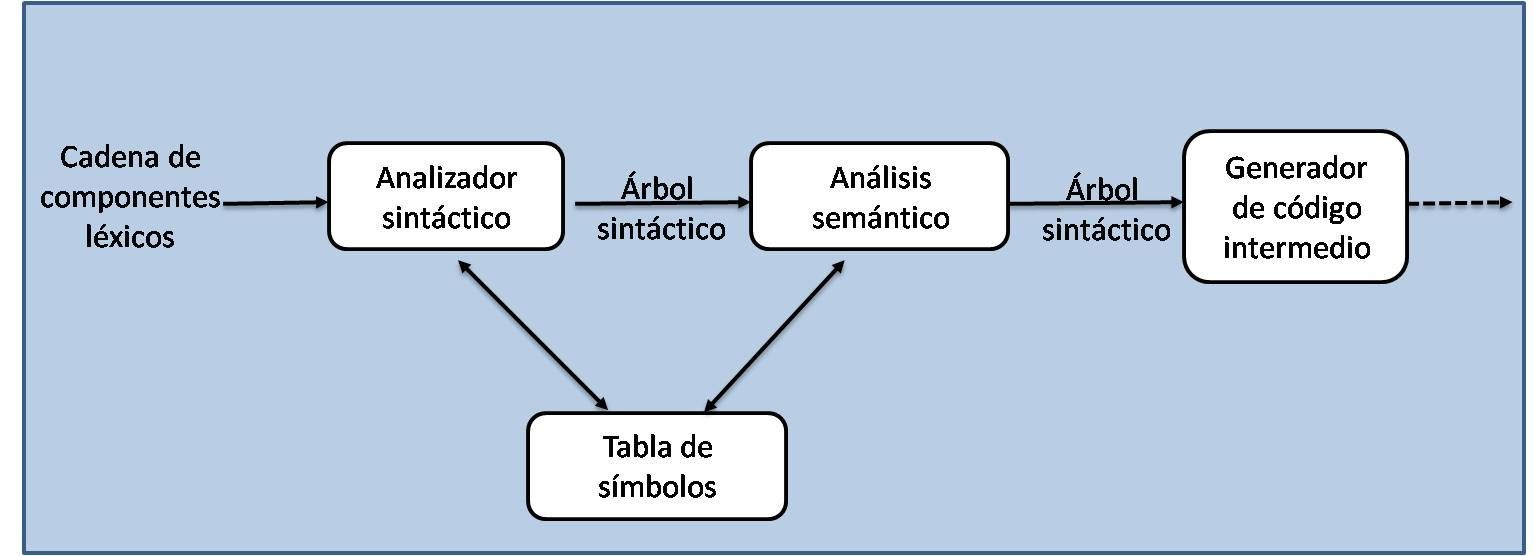 Cadena de
componentes
léxicos
Analizador
sintáctico
Árbol
sintáctico
Análisis
semántico
Árbol
sintáctico
Generador
de código
intermedio
Tabla de
símbolos